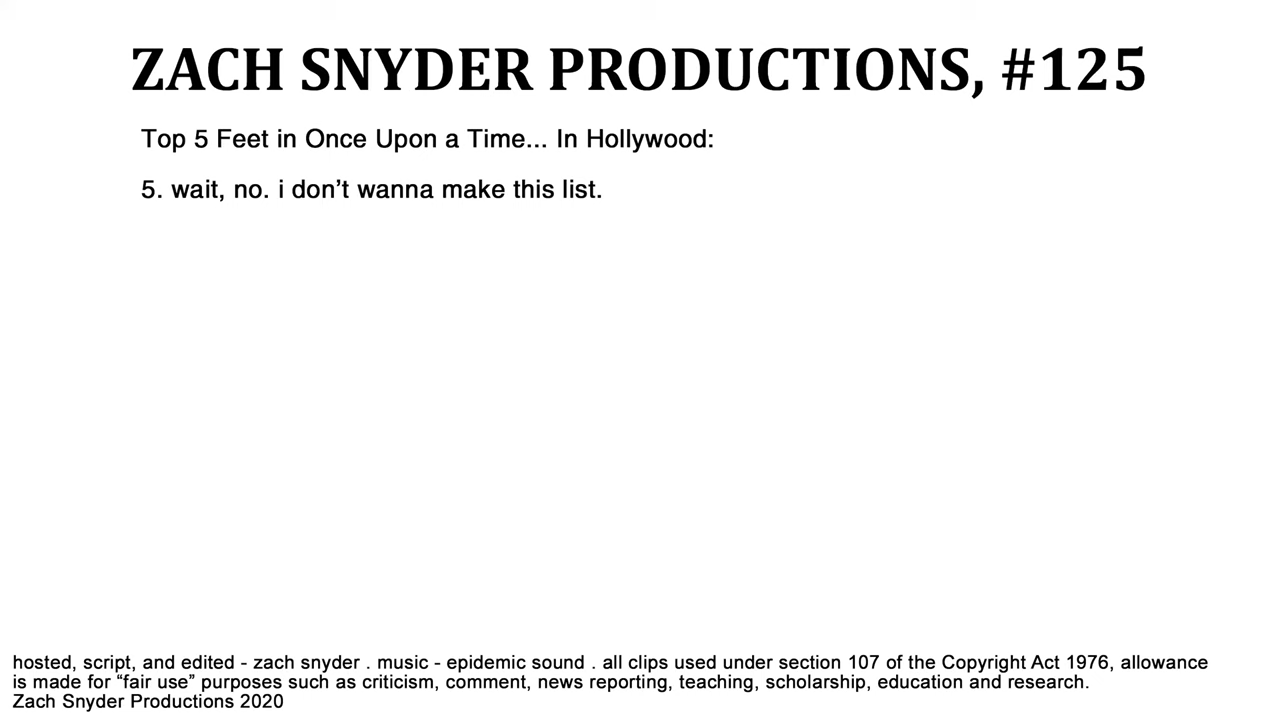 ZACH SNYDER PRODUCTIONS, #125
Top 5 Feet in Once Upon a Time... In Hollywood:
5. wait, no. i don’t wanna make this list.
hosted, script, and edited - zach snyder . music - epidemic sound . all clips used under section 107 of the Copyright Act 1976, allowance
is made for “fair use” purposes such as criticism, comment, news reporting, teaching, scholarship, education and research.
Zach Snyder Productions 2020